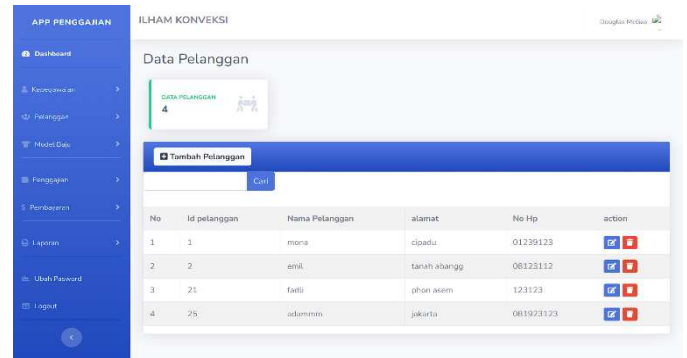 APP PENGGAJIAN
ILHAM KONVEKSI
Douglas McGee
Dashboard
Kepegawaian
Pelanggan
Model Baju
Penggajian
$ Pembayaran
Laporan
Ubah Pasword
Logout
Data Pelanggan
DATA PELANGGAN
4
Tambah Pelanggan
Cari
No Id pelanggan Nama Pelanggan alamat No Hp action
1 1 mona cipadu 01239123
2 2 emil tanah abangg 08123112
3 21 fadli phon asem 123123
4 25 adammm jakarta 081923123